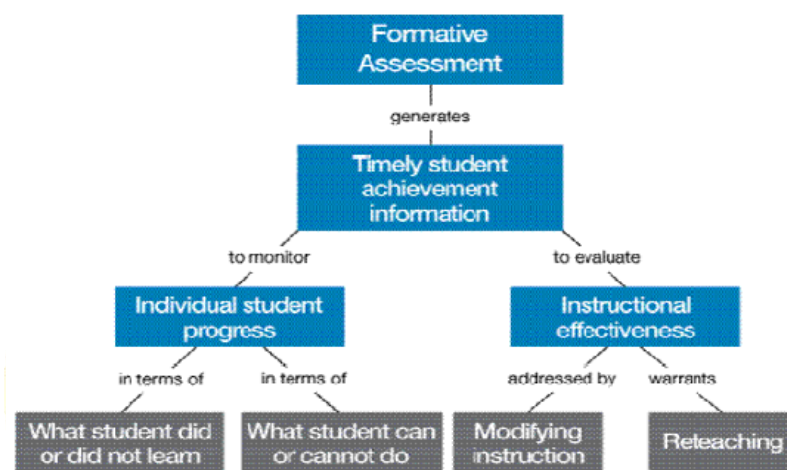 Formative
Assessment
generates
Timely student
achievement
information
to monitor
to evaluate
Individual student
progress
Instructional
effectiveness
in terms of
in terms of
addressed by
warrants
What student did
or did not learn
What student can
or cannot do
Modifying
instruction
Reteaching